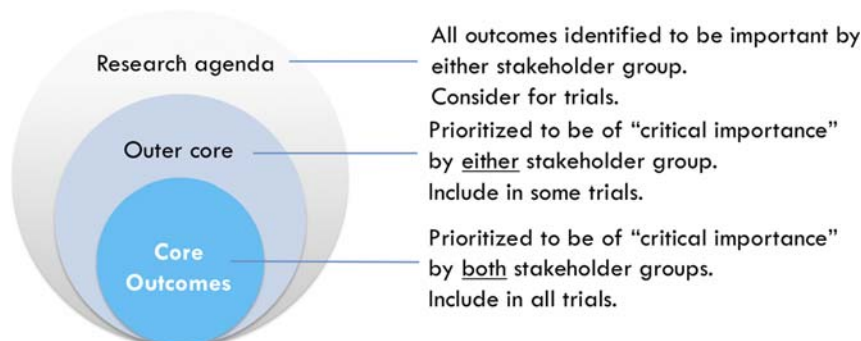 Research agenda
All outcomes identified to be important by
either stakeholder group.
Consider for trials.
Outer core
Prioritized to be of “critical importance”
by either stakeholder group.
Include in some trials.
Core
Outcomes
Prioritized to be of “critical importance”
by both stakeholder groups.
Include in all trials.